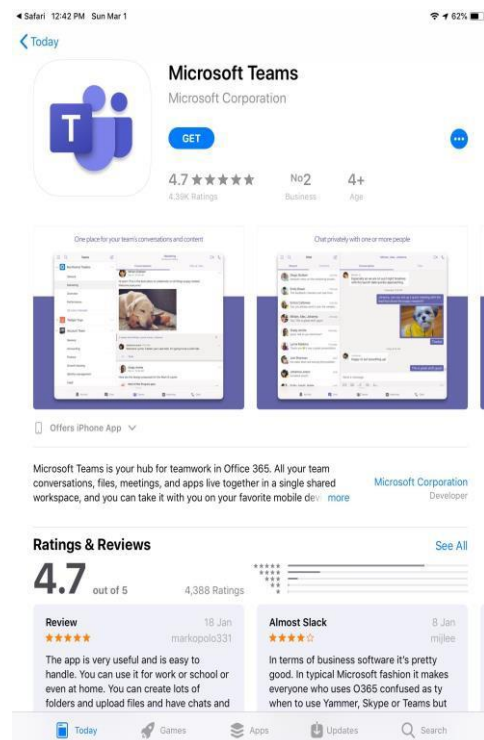 Safari 12:42 PM Sun Mar 1 62%
Today
Microsoft Teams
Microsoft Corporation
T
GET
4.7 No2 4+
4.39K Ratings Business Age
One place for your team's conversations and content
Chat privately with one or more people
Offers iPhone App
Microsoft Teams is your hub for teamwork in Office 365. All your team
conversations, files, meetings, and apps live together in a single shared
workspace, and you can take it with you on your favorite mobile dev more
Microsoft Corporation
Developer
Ratings & Reviews See All
4.7 out of 5 4,388 Ratings
Review 18 Jan
markopolo331
The app is very useful and is easy to
handle. You can use it for work or school or
even at home. You can create lots of
folders and upload files and have chats and
Almost Slack 8 Jan
mijlee
In terms of business software it's pretty
good. In typical Microsoft fashion it makes
everyone who uses O365 confused as ty
when to use Yammer, Skype or Teams but
Today Games Apps Updates Search